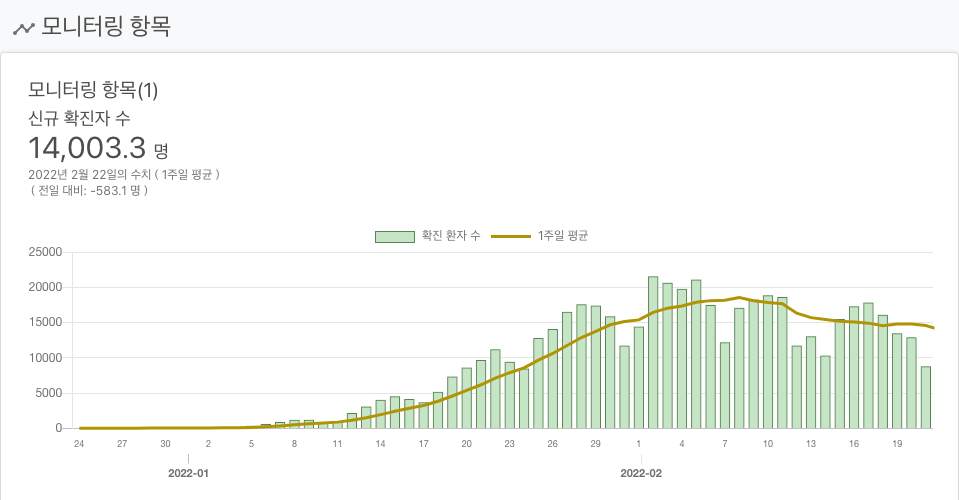 모니터링 항목
모니터링 항목(1)
신규 확진자 수
14,003.3 명
2022년 2월 22일의 수치 ( 1주일 평균 )
( 전일 대비: -583.1 명 )
확진 환자 수 1주일 평균
25000
20000
15000
10000
5000
0
24 27 30 2 5 8 11 14 17 20 23 26 29 1 4 7 10 13 16 19
2022-01 2022-02